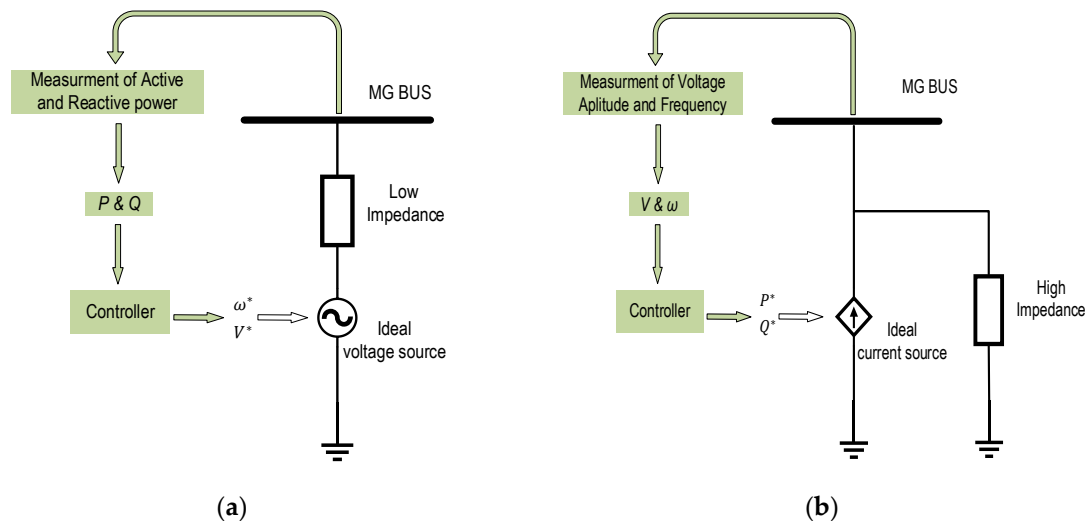 Measurment of Active
and Reactive power
MG BUS
P & Q
Low
Impedance
Controller
ω*
V*
Ideal
voltage source
(a)
Measurment of Voltage
Aplitude and Frequency
MG BUS
V & ω
Controller
P*
Q*
Ideal
current source
High
Impedance
(b)